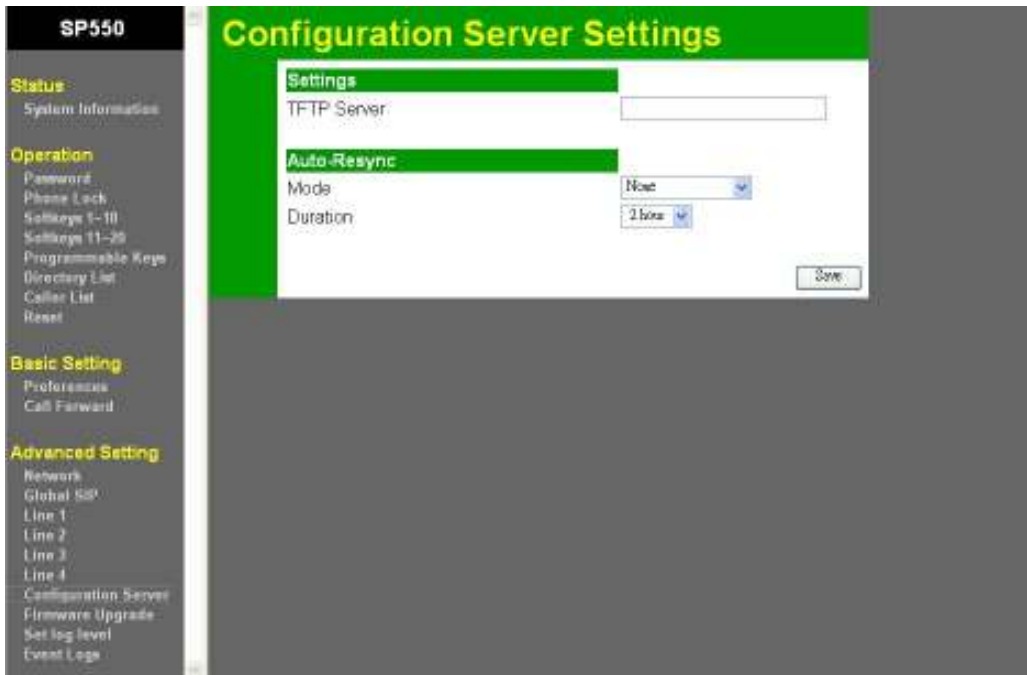 SP550
Status
System Information
Operation
Password
Phone Lock
Softkeys 1~10
Softkeys 11~20
Programmable Keys
Directory List
Caller List
Reset
Basic Setting
Preferences
Call Forward
Advanced Setting
Network
Global SIP
Line 1
Line 2
Line 3
Line 4
Configuration Server
Firmware Upgrade
Set log level
Event Logs
Configuration Server Settings
Settings
TFTP Server
Auto-Resync
Mode None
Duration 2 hour
Save